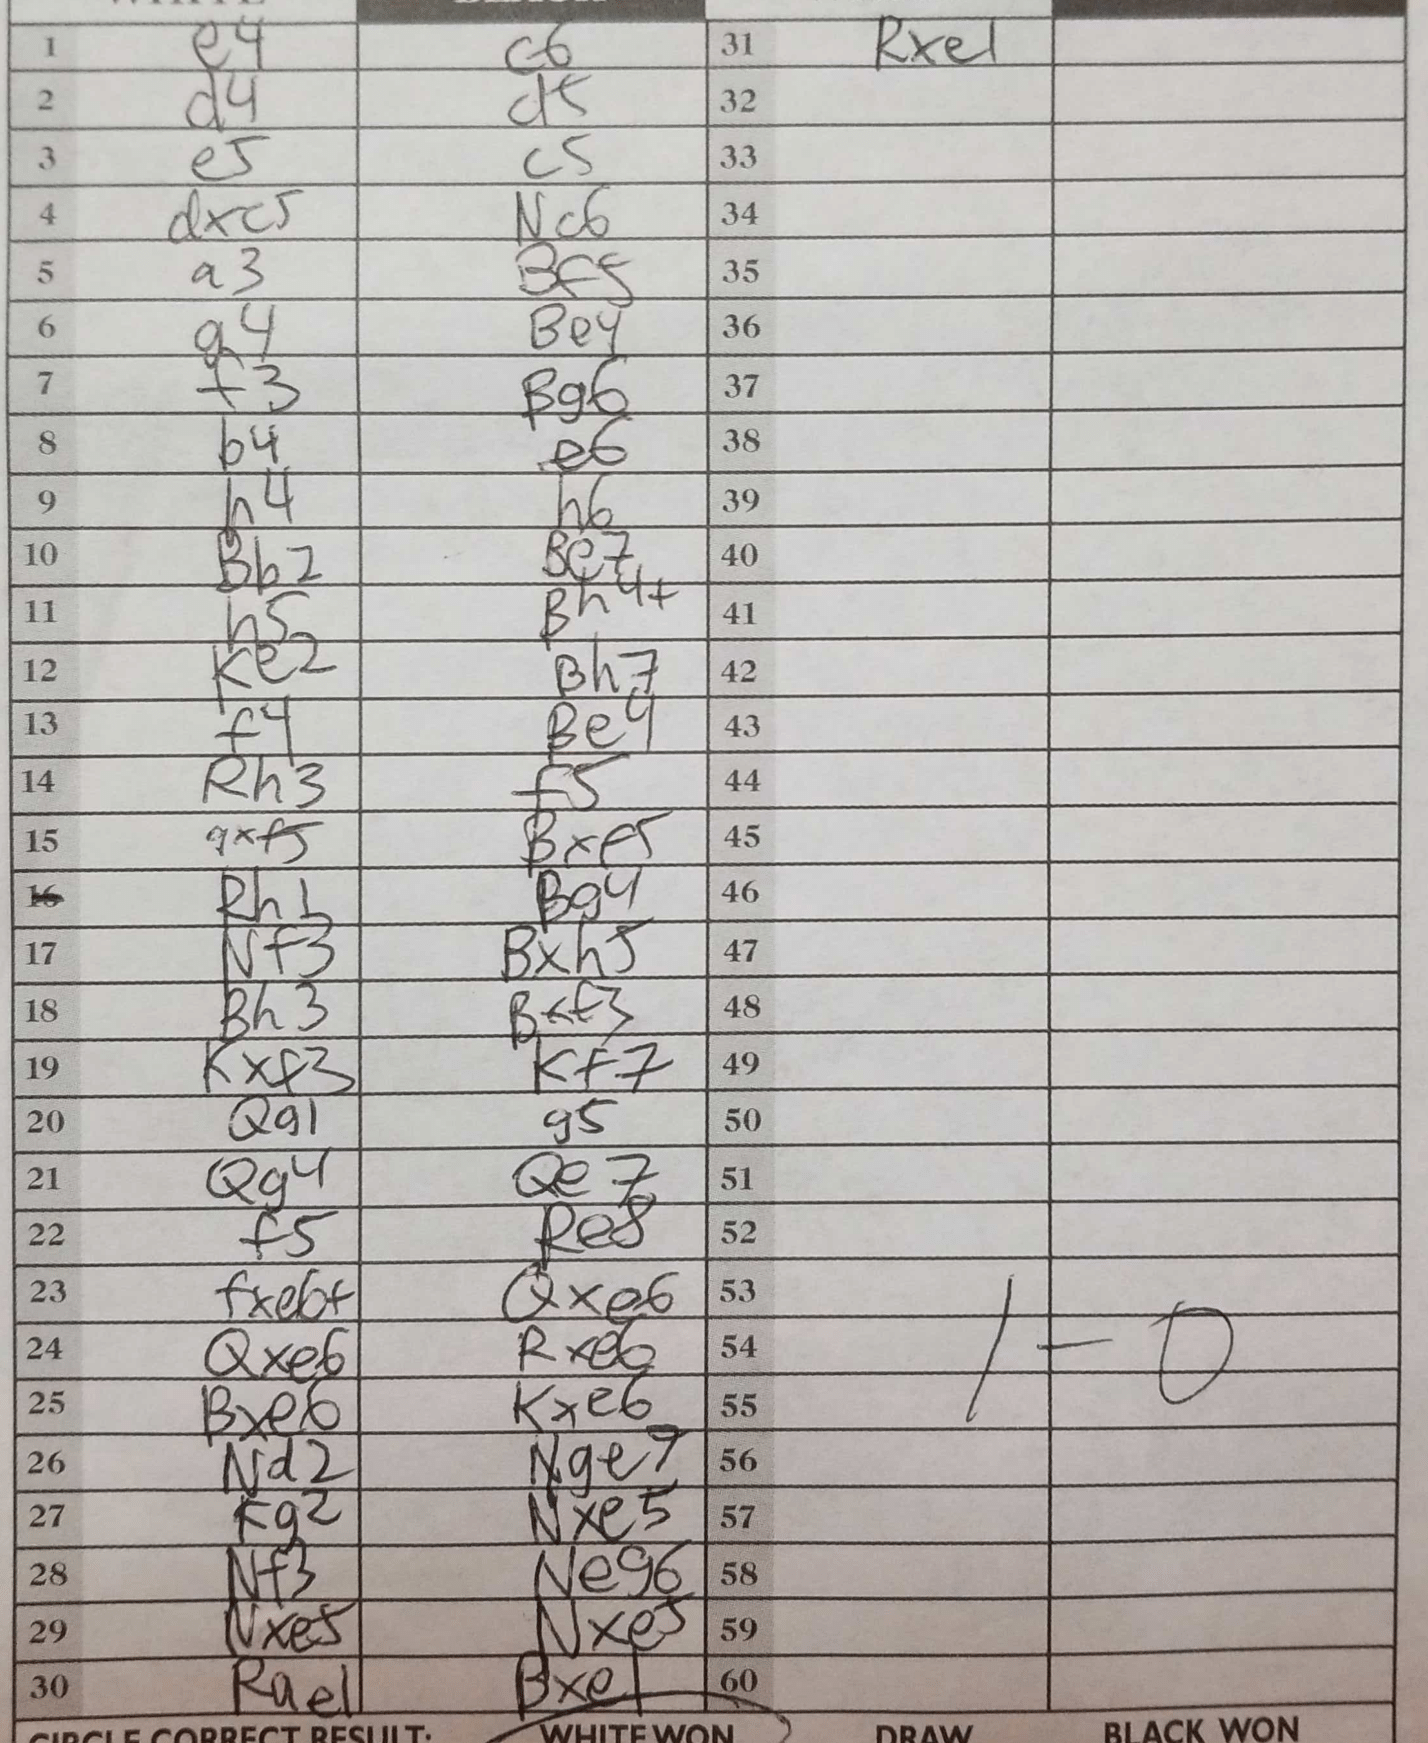 WHITE BLACK
1 e4 c6 31 Rxe1
2 d4 d5 32
3 e5 c5 33
4 dxc5 Nc6 34
5 a3 Bf5 35
6 g4 Be4 36
7 f3 Bg6 37
8 b4 e6 38
9 h4 h6 39
10 Bb2 Be7 40
11 h5 Bh4+ 41
12 Ke2 Bh7 42
13 f4 Be4 43
14 Rh3 f5 44
15 gxf5 Bxf5 45
16 Rh1 Bg4 46
17 Nf3 Bxh5 47
18 Bh3 Bxf3 48
19 Kxf3 Kf7 49
20 Qg1 g5 50
21 Qg4 Qe7 51
22 f5 Re8 52
23 fxe6+ Qxe6 53
24 Qxe6 Rxe6 54 1-0
25 Bxe6 Kxe6 55
26 Nd2 Nge7 56
27 Kg2 Nxe5 57
28 Nf3 Neg6 58
29 Nxe5 Nxe5 59
30 Rae1 Bxe1 60
CIRCLE CORRECT RESULT: WHITE WON DRAW BLACK WON